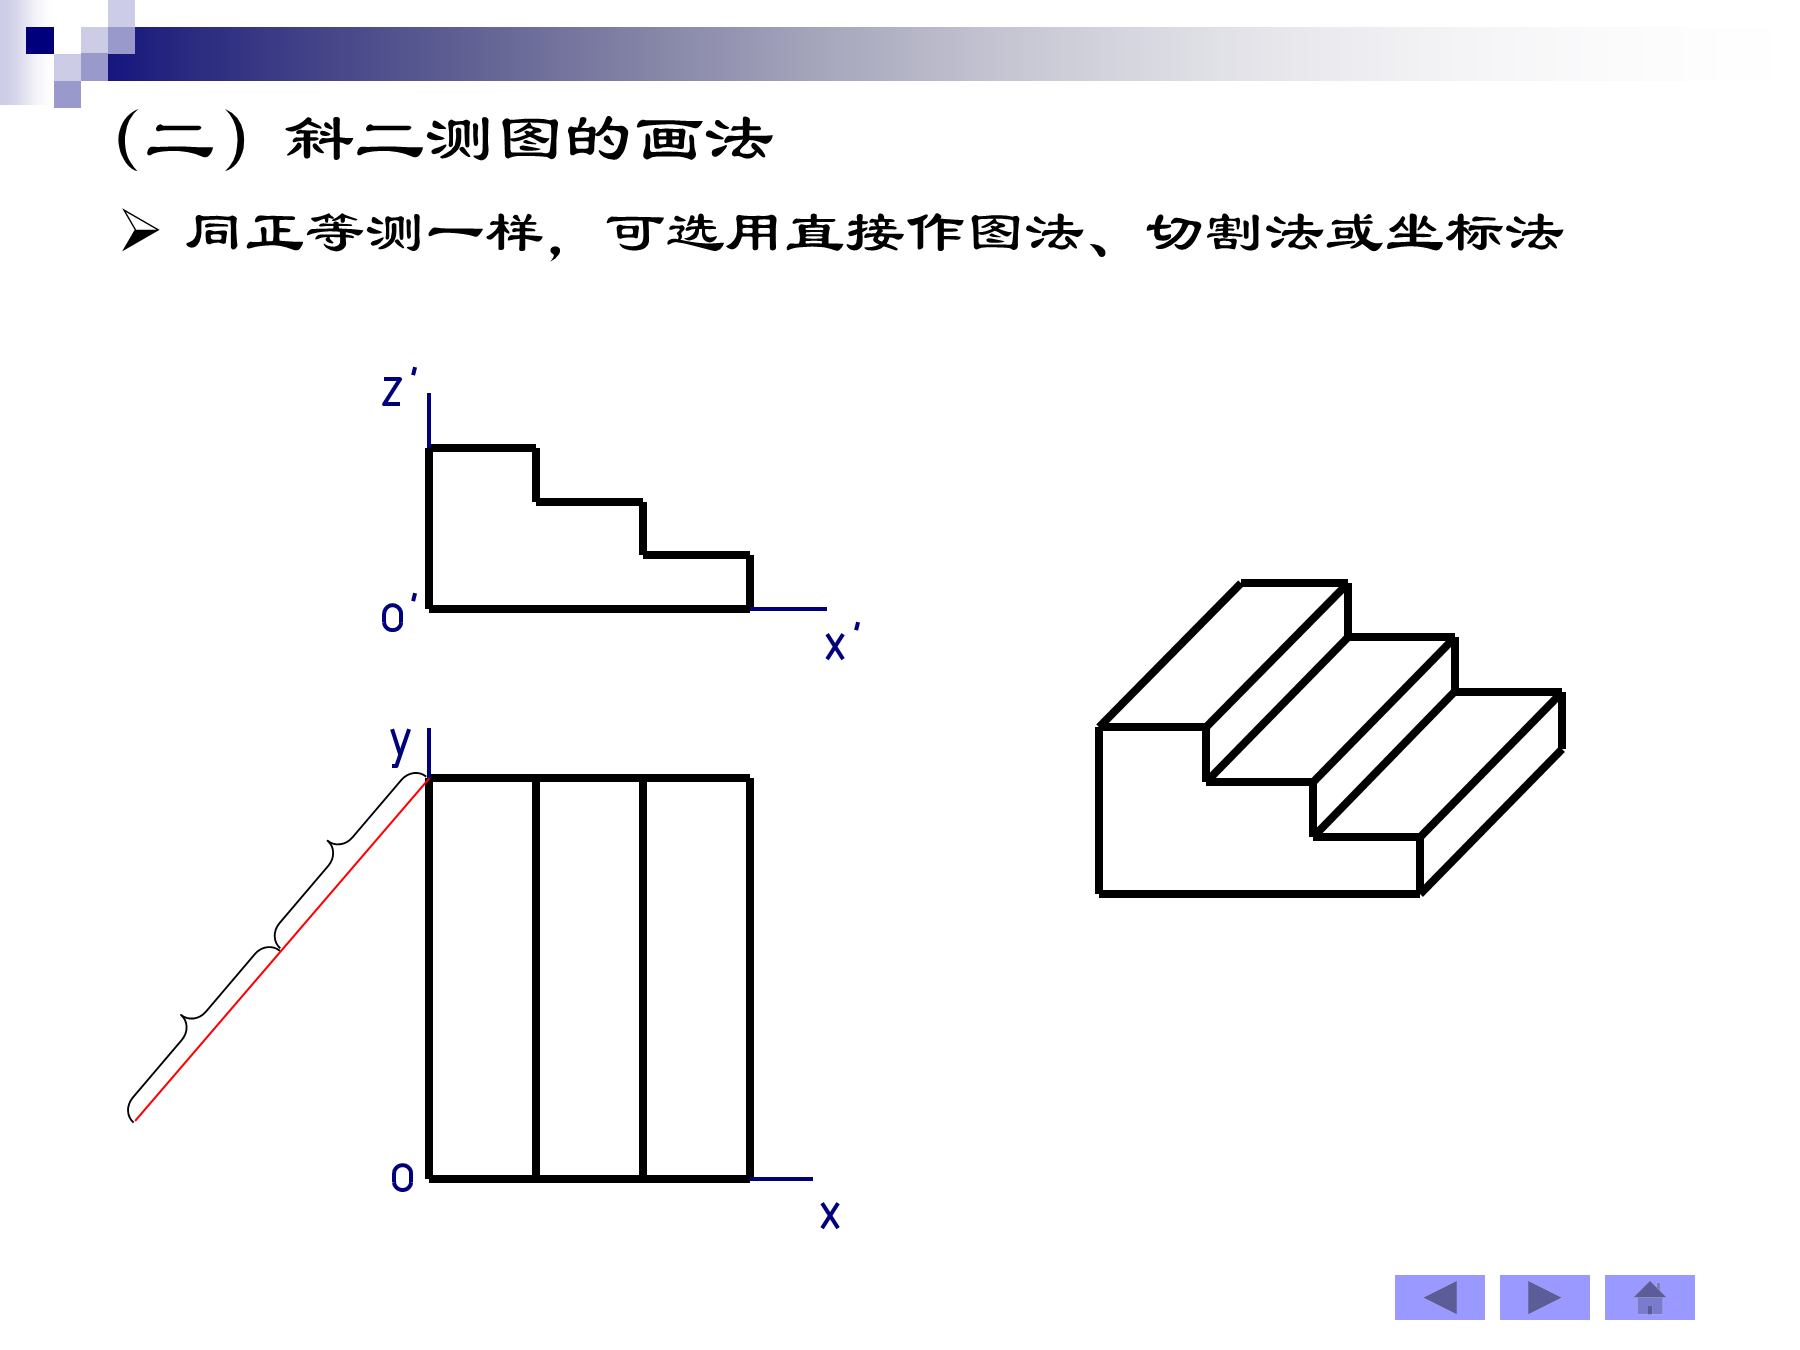 (二) 斜二测图的画法
同正等测一样，可选用直接作图法、切割法或坐标法
z'
o'
x'
y
o
x